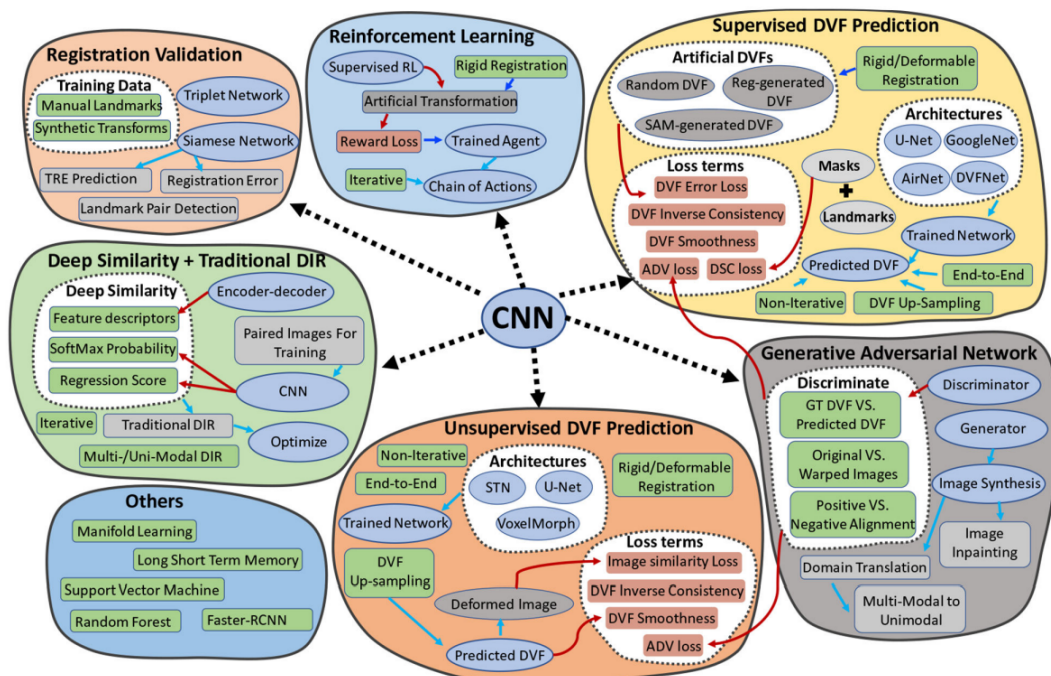 Registration Validation
Training Data
Manual Landmarks
Synthetic Transforms
Triplet Network
Siamese Network
TRE Prediction
Registration Error
Landmark Pair Detection
Reinforcement Learning
Supervised RL
Rigid Registration
Artificial Transformation
Reward Loss
Trained Agent
Iterative
Chain of Actions
Supervised DVF Prediction
Artificial DVFs
Random DVF
Reg-generated
DVF
SAM-generated DVF
Rigid/Deformable
Registration
Architectures
U-Net
GoogleNet
AirNet
DVFNet
Loss terms
DVF Error Loss
DVF Inverse Consistency
DVF Smoothness
ADV loss
DSC loss
Masks
+
Landmarks
Trained Network
Predicted DVF
End-to-End
Non-Iterative
DVF Up-Sampling
Deep Similarity + Traditional DIR
Deep Similarity
Feature descriptors
SoftMax Probability
Regression Score
Encoder-decoder
Paired Images For
Training
CNN
Iterative
Traditional DIR
Optimize
Multi-/Uni-Modal DIR
CNN
Generative Adversarial Network
Discriminate
GT DVF VS.
Predicted DVF
Original VS.
Warped Images
Positive VS.
Negative Alignment
Discriminator
Generator
Image Synthesis
Image
Inpainting
Domain Translation
Multi-Modal to
Unimodal
Unsupervised DVF Prediction
Non-Iterative
End-to-End
Architectures
STN
U-Net
VoxelMorph
Rigid/Deformable
Registration
Trained Network
DVF
Up-sampling
Deformed Image
Predicted DVF
Loss terms
Image similarity Loss
DVF Inverse Consistency
DVF Smoothness
ADV loss
Others
Manifold Learning
Long Short Term Memory
Support Vector Machine
Random Forest
Faster-RCNN